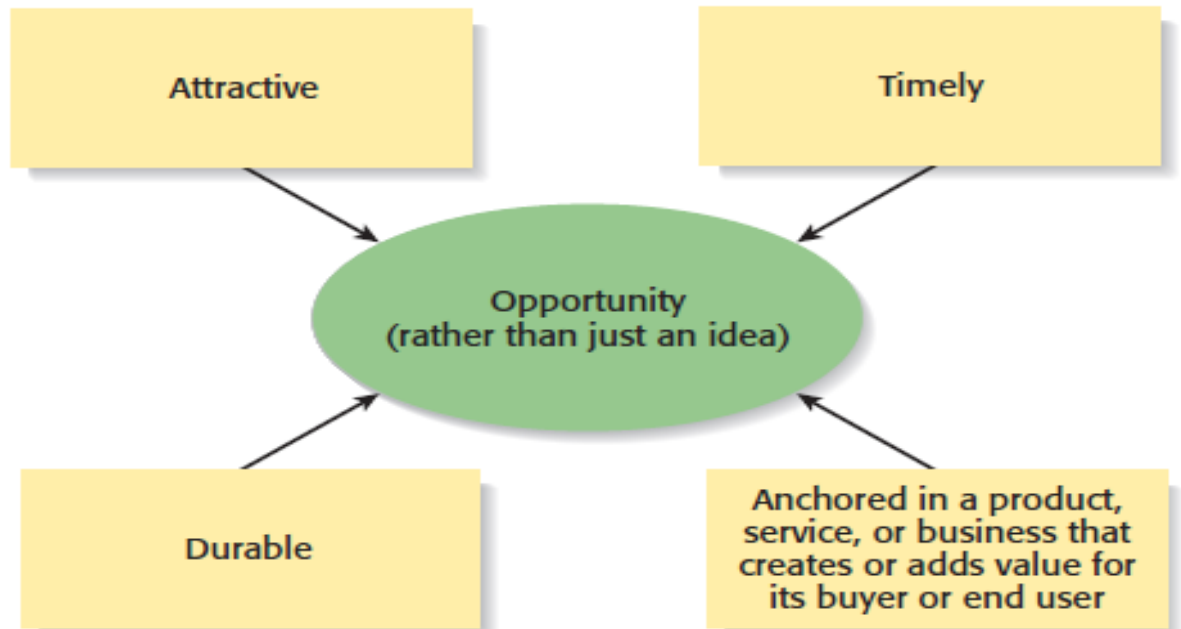 Attractive
Timely
Opportunity
(rather than just an idea)
Durable
Anchored in a product,
service, or business that
creates or adds value for
its buyer or end user